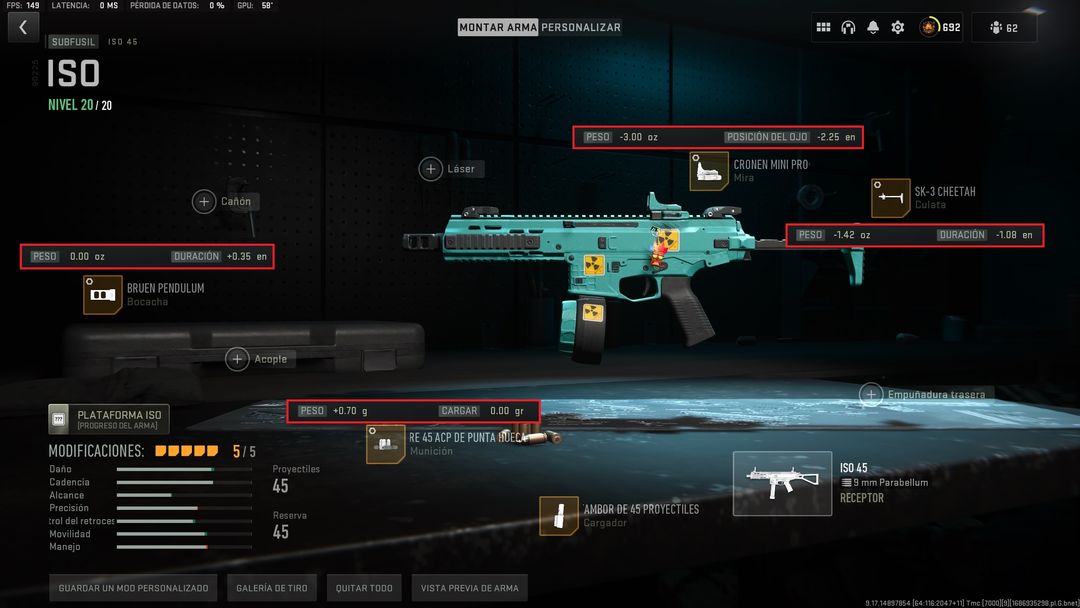 FPS: 149 LATENCIA: 0 MS PÉRDIDA DE DATOS: 0 % GPU: 58°
MONTAR ARMA PERSONALIZAR
692
62
SUBFUSIL ISO 45
ISO
NIVEL 20 / 20
PESO -3.00 oz POSICIÓN DEL OJO -2.25 en
CRONEN MINI PRO
Mira
Láser
SK-3 CHEETAH
Culata
Cañón
PESO -1.42 oz DURACIÓN -1.08 en
PESO 0.00 oz DURACIÓN +0.35 en
BRUEN PENDULUM
Bocacha
Acople
Empuñadura trasera
PESO +0.70 g CARGAR 0.00 gr
RE 45 ACP DE PUNTA HUECA
Munición
PLATAFORMA ISO
[PROGRESO DEL ARMA]
MODIFICACIONES: 5 / 5
Daño
Cadencia
Alcance
Precisión
trol del retroces
Movilidad
Manejo
Proyectiles
45
Reserva
45
AMBOR DE 45 PROYECTILES
Cargador
ISO 45
9 mm Parabellum
RECEPTOR
GUARDAR UN MOD PERSONALIZADO GALERÍA DE TIRO QUITAR TODO VISTA PREVIA DE ARMA